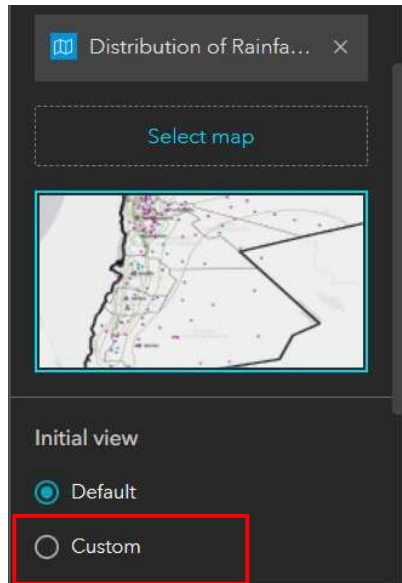 Distribution of Rainfa...
Select map
Initial view
Default
Custom